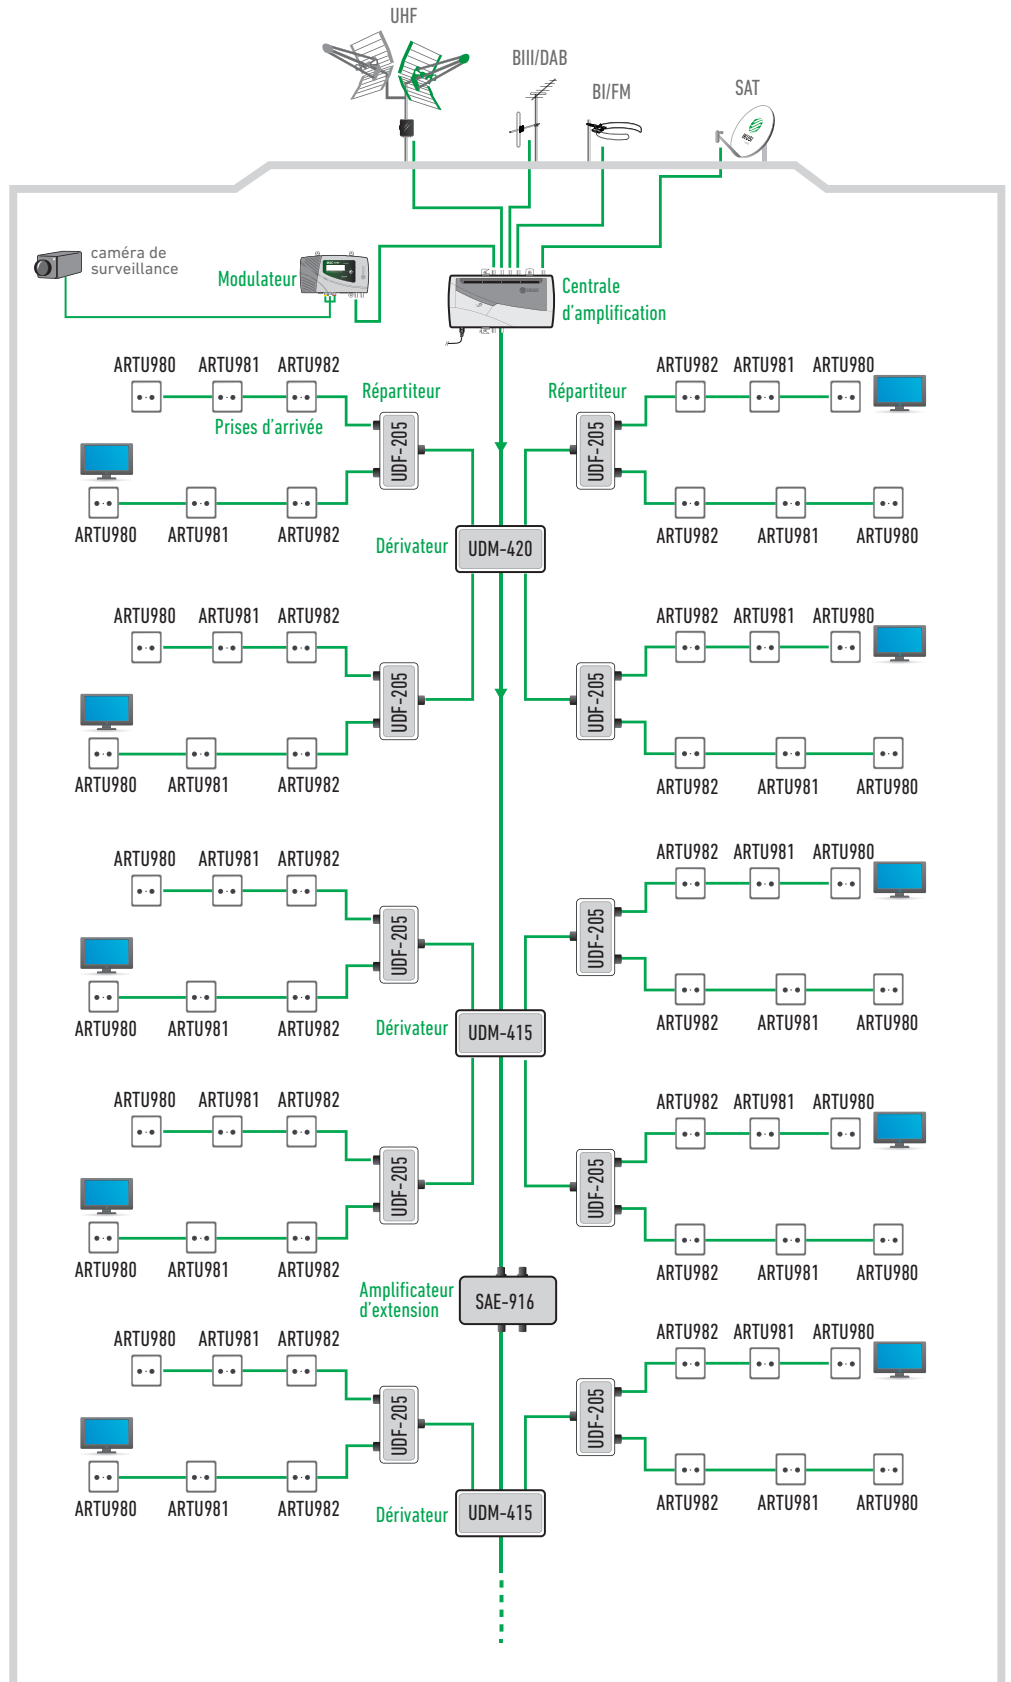 UHF
BIII/DAB
BI/FM
SAT
caméra de
surveillance
Modulateur
Centrale
d'amplification
ARTU980 ARTU981 ARTU982
ARTU982 ARTU981 ARTU980
Répartiteur
Répartiteur
Prises d'arrivée
UDF-205
UDF-205
ARTU980 ARTU981 ARTU982
ARTU982 ARTU981 ARTU980
Dérivateur
UDM-420
ARTU980 ARTU981 ARTU982
ARTU982 ARTU981 ARTU980
UDF-205
UDF-205
ARTU980 ARTU981 ARTU982
ARTU982 ARTU981 ARTU980
ARTU980 ARTU981 ARTU982
ARTU982 ARTU981 ARTU980
UDF-205
UDF-205
ARTU980 ARTU981 ARTU982
ARTU982 ARTU981 ARTU980
Dérivateur
UDM-415
ARTU980 ARTU981 ARTU982
ARTU982 ARTU981 ARTU980
UDF-205
UDF-205
ARTU980 ARTU981 ARTU982
ARTU982 ARTU981 ARTU980
Amplificateur
d'extension
SAE-916
ARTU980 ARTU981 ARTU982
ARTU982 ARTU981 ARTU980
UDF-205
UDF-205
ARTU980 ARTU981 ARTU982
ARTU982 ARTU981 ARTU980
Dérivateur
UDM-415